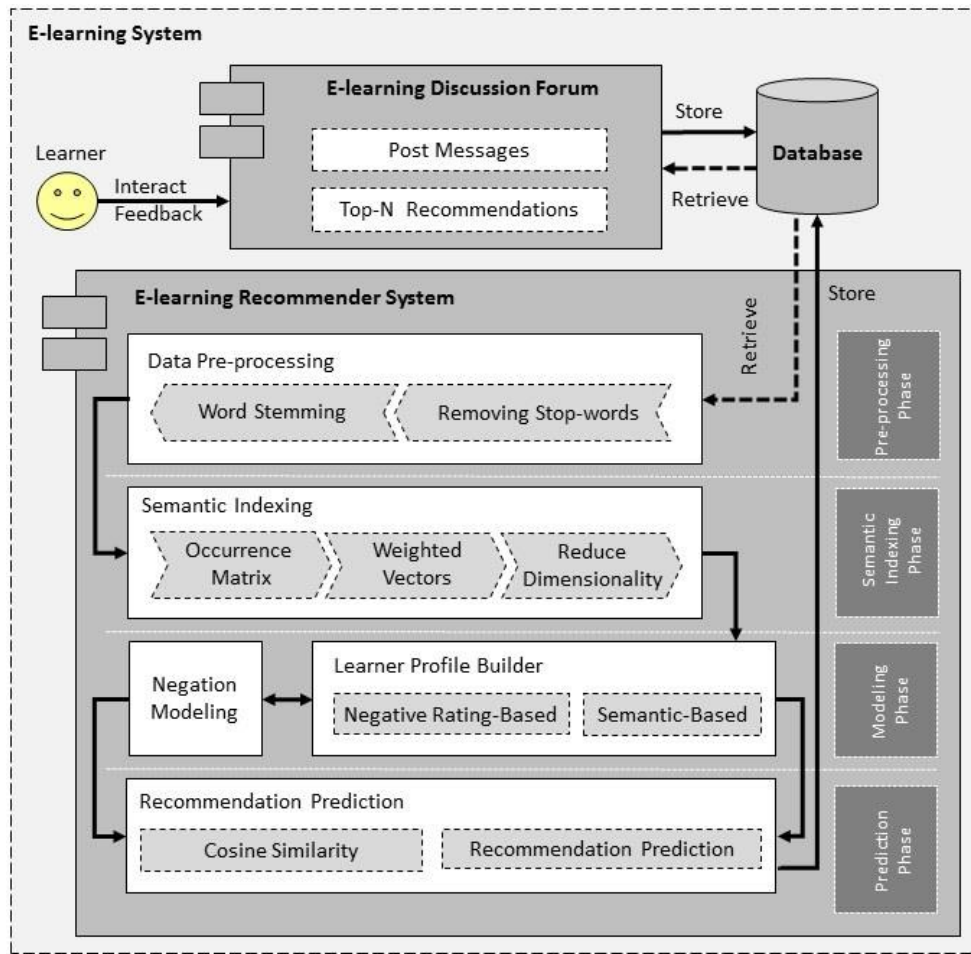 E-learning System
E-learning Discussion Forum
Post Messages
Top-N Recommendations
Store
Retrieve
Database
Learner
Interact
Feedback
E-learning Recommender System
Store
Retrieve
Data Pre-processing
Word Stemming
Removing Stop-words
Pre-processing
Phase
Semantic Indexing
Occurrence
Matrix
Weighted
Vectors
Reduce
Dimensionality
Semantic
Indexing
Phase
Negation
Modeling
Learner Profile Builder
Negative Rating-Based
Semantic-Based
Modeling
Phase
Recommendation Prediction
Cosine Similarity
Recommendation Prediction
Prediction
Phase